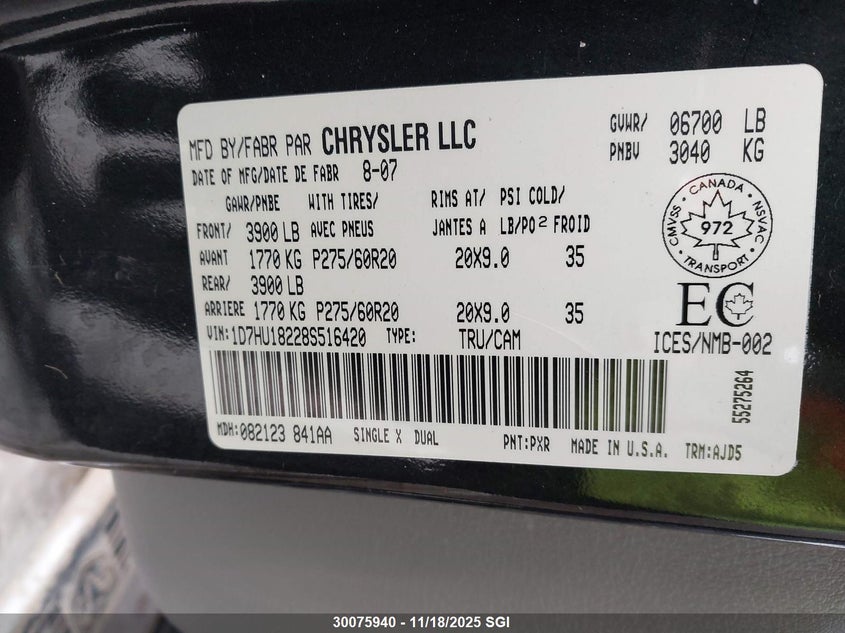 MFD BY/FABR PAR CHRYSLER LLC
DATE OF MFG/DATE DE FABR 8-07
GVWR/ 06700 LB
PNBV 3040 KG
GAWR/PNBE WITH TIRES/ RIMS AT/ PSI COLD/
FRONT/ 3900 LB AVEC PNEUS JANTES A LB/PO2 FROID
AVANT 1770 KG P275/60R20 20X9.0 35
REAR/ 3900 LB
ARRIERE 1770 KG P275/60R20 20X9.0 35
VIN:1D7HU18228S516420 TYPE: TRU/CAM
CANADA
CMVSS 972 NSVAC
TRANSPORT
EC
ICES/NMB-002
55275264
MDH:082123 841AA SINGLE X DUAL PNT:PXR MADE IN U.S.A. TRM:AJD5
30075940 - 11/18/2025 SGI